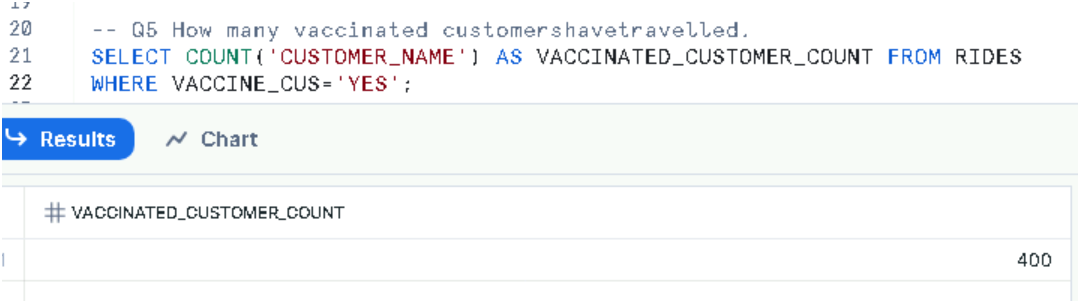 20 -- Q5 How many vaccinated customershavetravelled.
21 SELECT COUNT('CUSTOMER_NAME') AS VACCINATED_CUSTOMER_COUNT FROM RIDES
22 WHERE VACCINE_CUS='YES';
Results Chart
VACCINATED_CUSTOMER_COUNT
400